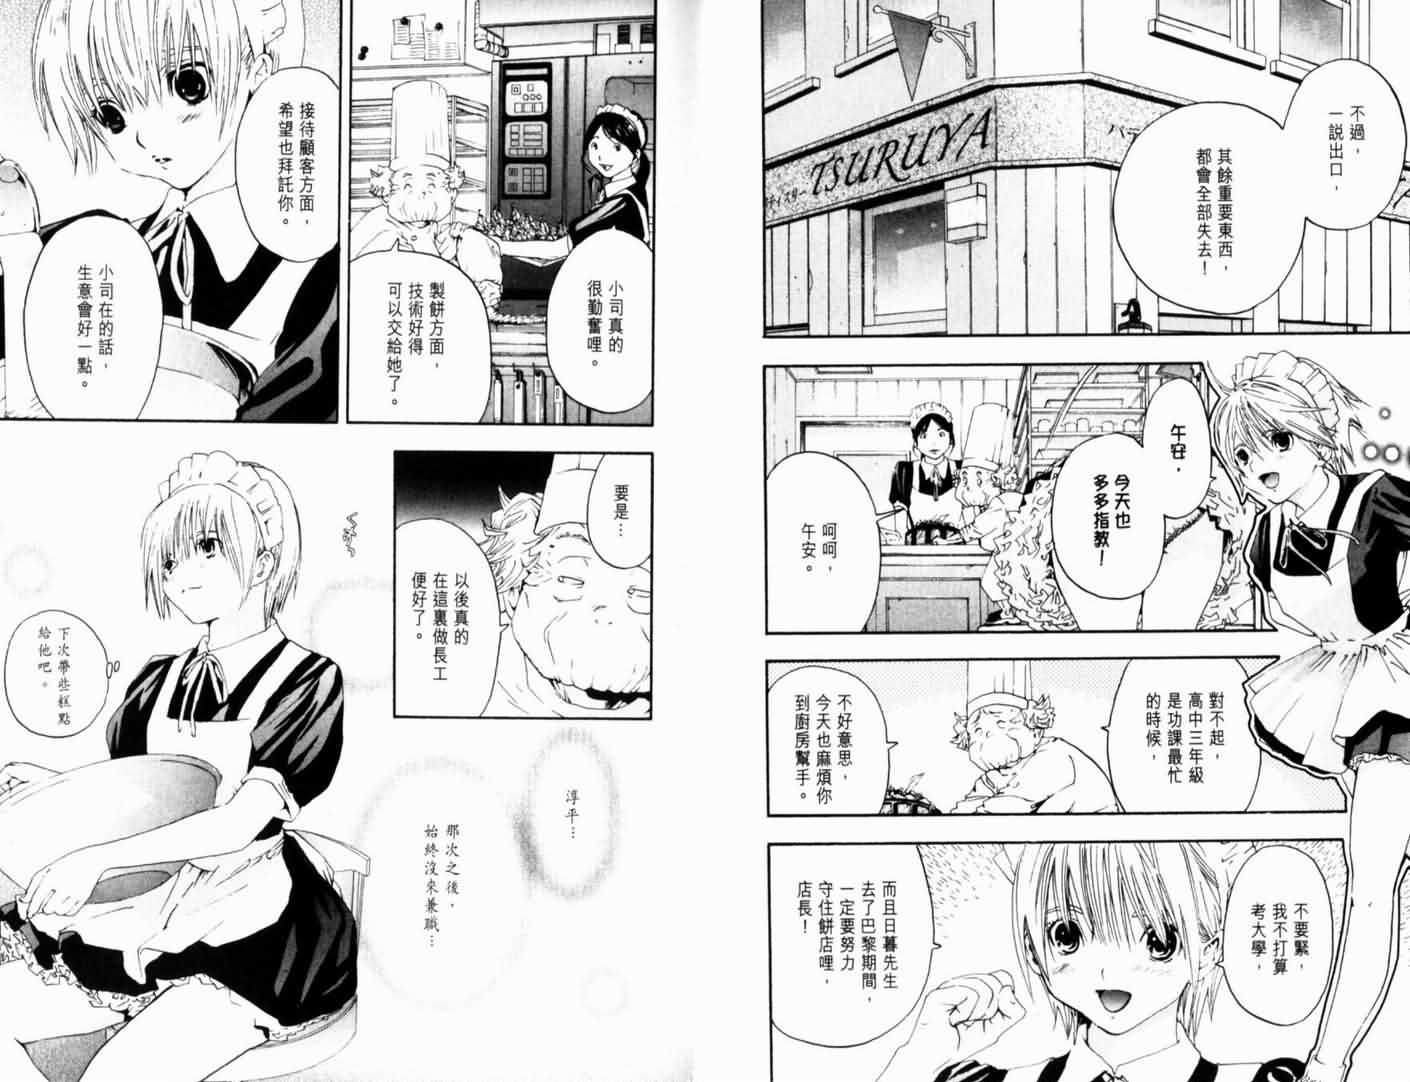 不過，
一說出口，
其餘重要東西，
都會全部失去！
TSURUYA
午安，
今天也
多多指教！
呵呵，
午安。
對不起，
高中三年級
是功課最忙
的時候，
不好意思，
今天也麻煩你
到廚房幫手。
不要緊，
我不打算
考大學，
而且日暮先生
去了巴黎期間，
一定要努力
守住餅店哩，
店長！
小司真的
很勤奮哩。
製餅方面，
技術好得
可以交給她了。
接待顧客方面，
希望也拜託你。
小司在的話，
生意會好一點。
要是…
以後真的
在這裏做長工
便好了。
淳平…
那次之後，
始終沒來兼職…
下次帶些糕點
給他吧。